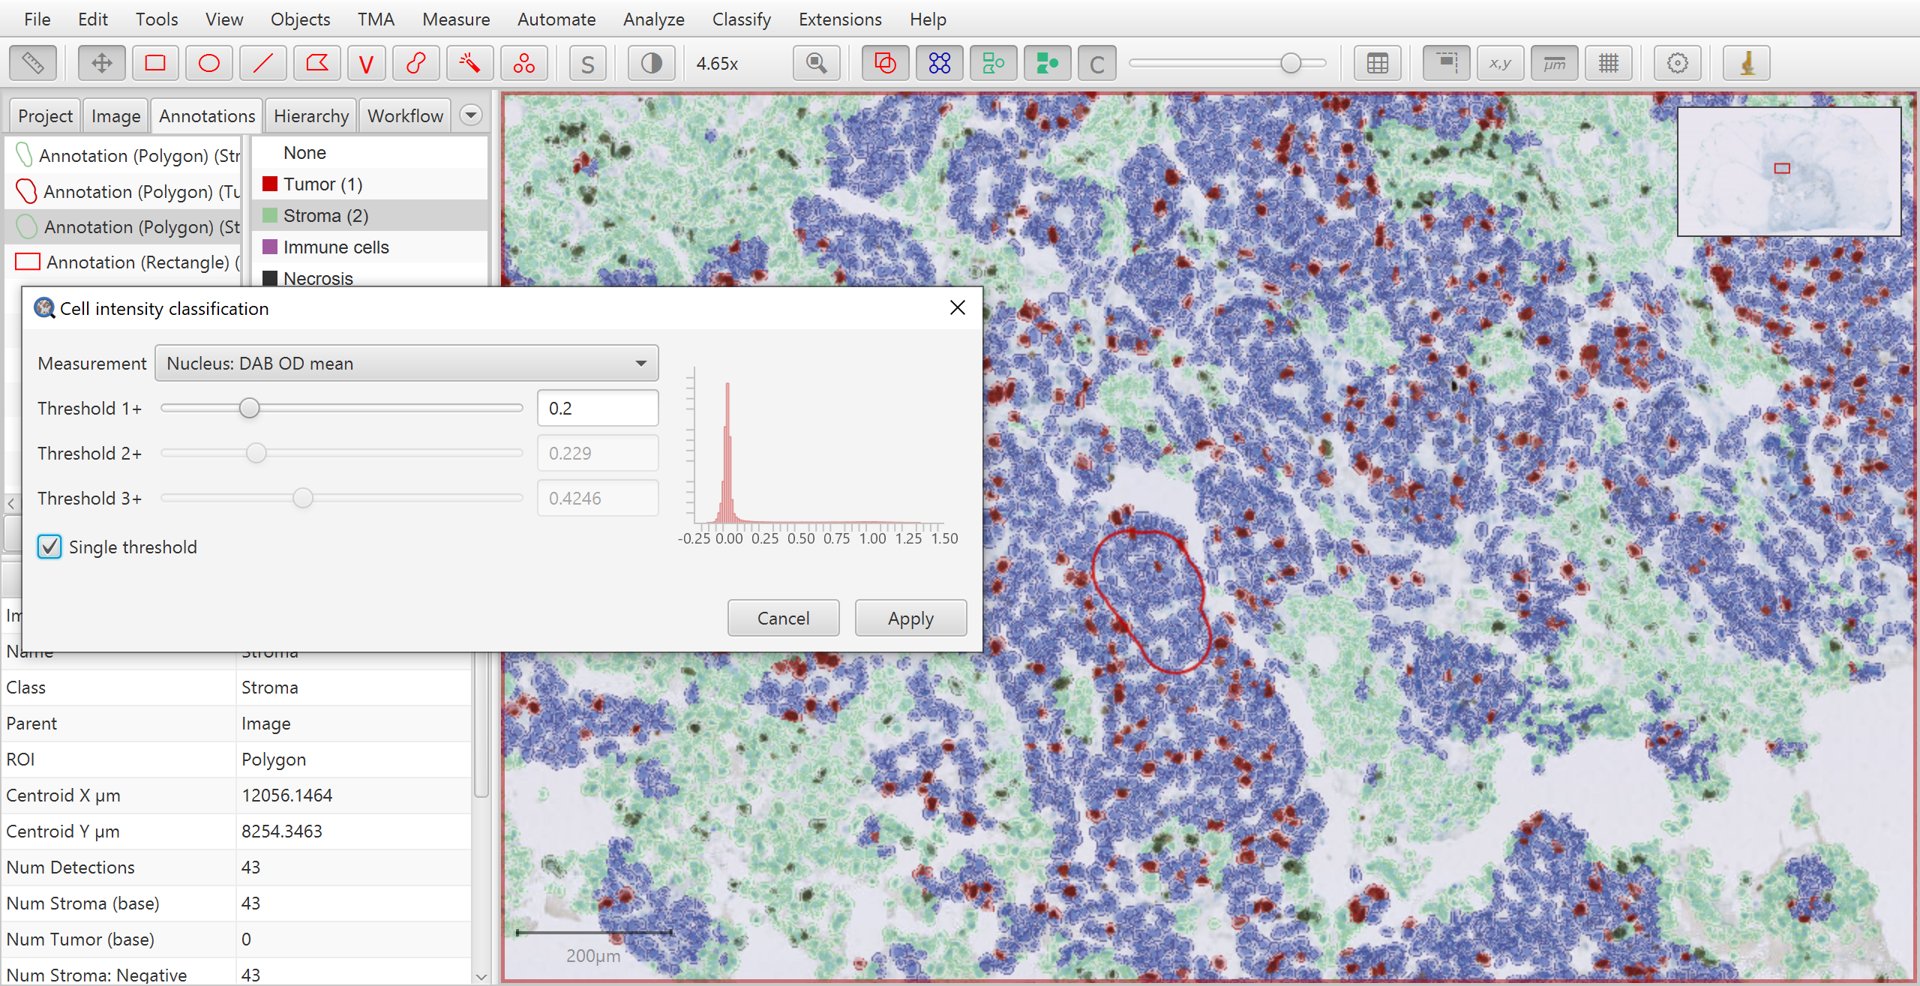 File Edit Tools View Objects TMA Measure Automate Analyze Classify Extensions Help
V S 4.65x C x,y μm
Project Image Annotations Hierarchy Workflow
Annotation (Polygon) (Str
Annotation (Polygon) (Tu
Annotation (Polygon) (St
Annotation (Rectangle) (
None
Tumor (1)
Stroma (2)
Immune cells
Necrosis
Cell intensity classification
Measurement Nucleus: DAB OD mean
Threshold 1+ 0.2
Threshold 2+ 0.229
Threshold 3+ 0.4246
Single threshold
-0.25 0.00 0.25 0.50 0.75 1.00 1.25 1.50
Cancel Apply
Im
Name Stroma
Class Stroma
Parent Image
ROI Polygon
Centroid X μm 12056.1464
Centroid Y μm 8254.3463
Num Detections 43
Num Stroma (base) 43
Num Tumor (base) 0
Num Stroma: Negative 43
200μm